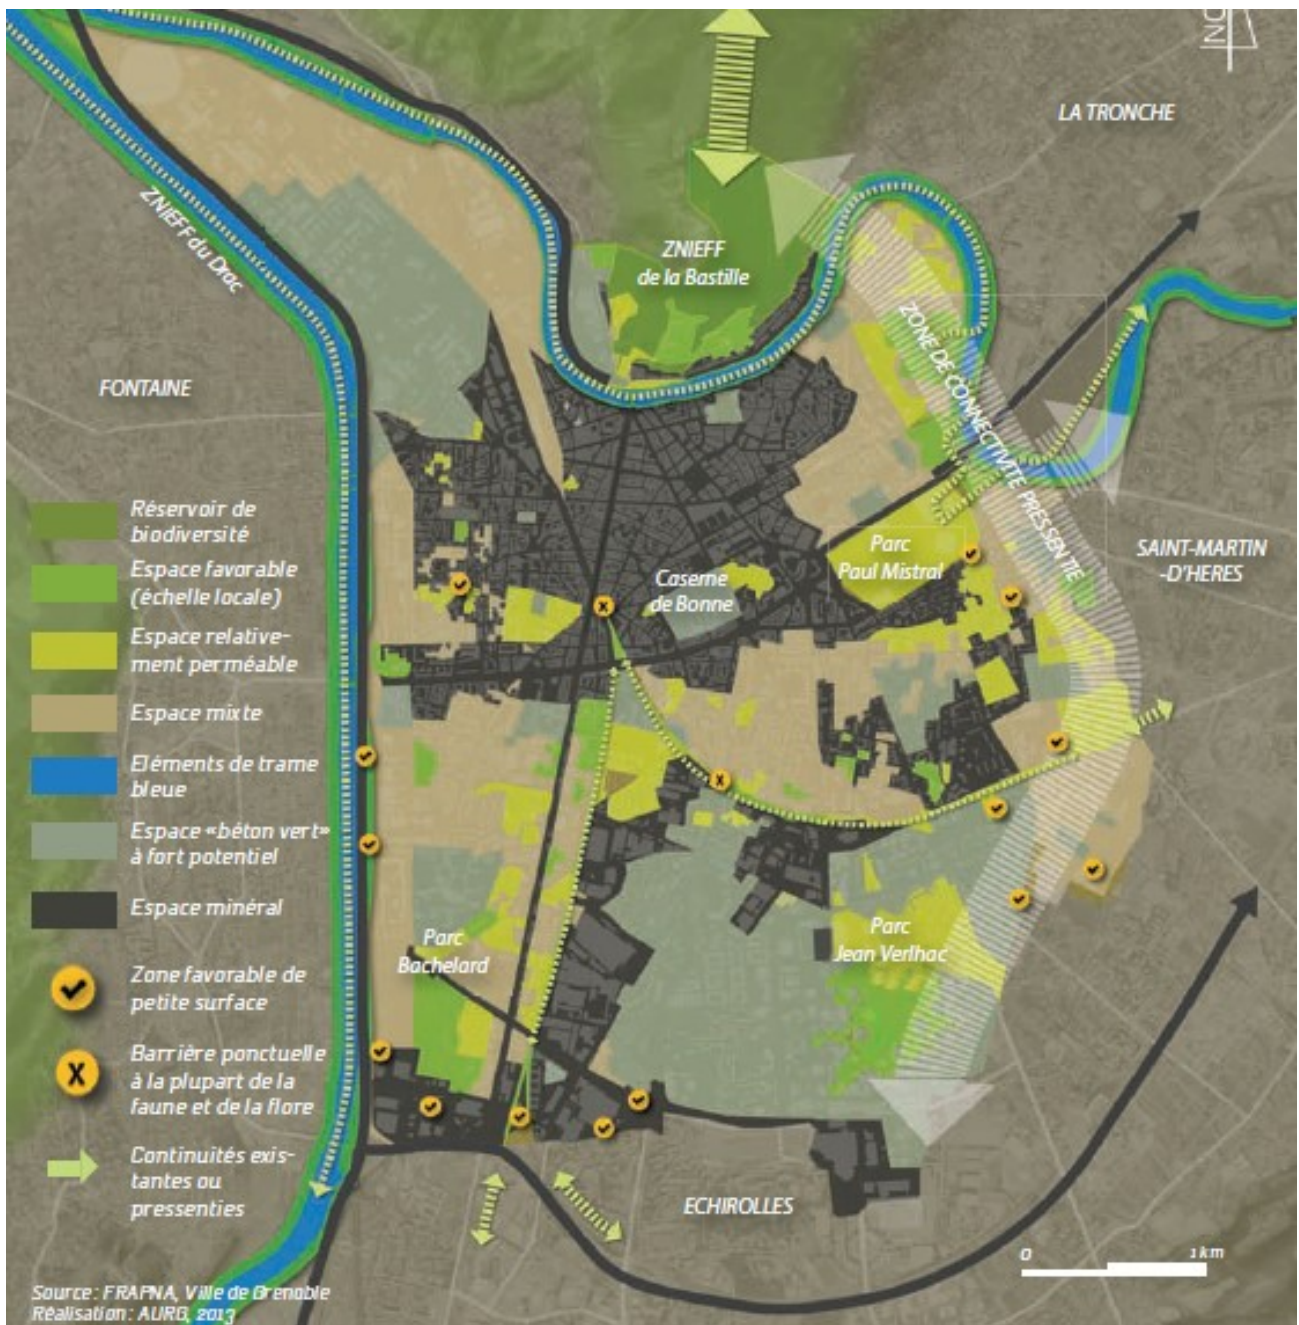 NO
LA TRONCHE
ZNIEFF du Drac
ZNIEFF
de la Bastille
ZONE DE CONNECTIVITE PRESSENTIE
FONTAINE
Parc
Paul Mistral
SAINT-MARTIN
-D'HERES
Caserne
de Bonne
Réservoir de
biodiversité
Espace favorable
(échelle locale)
Espace relative-
ment perméable
Espace mixte
Eléments de trame
bleue
Espace «béton vert»
à fort potentiel
Espace minéral
Parc
Bachelard
Parc
Jean Verlhac
Zone favorable de
petite surface
X
Barrière ponctuelle
à la plupart de la
faune et de la flore
Continuités exis-
tantes ou
pressenties
ECHIROLLES
0 1 km
Source : FRAPNA, Ville de Grenoble
Réalisation : AURG, 2013